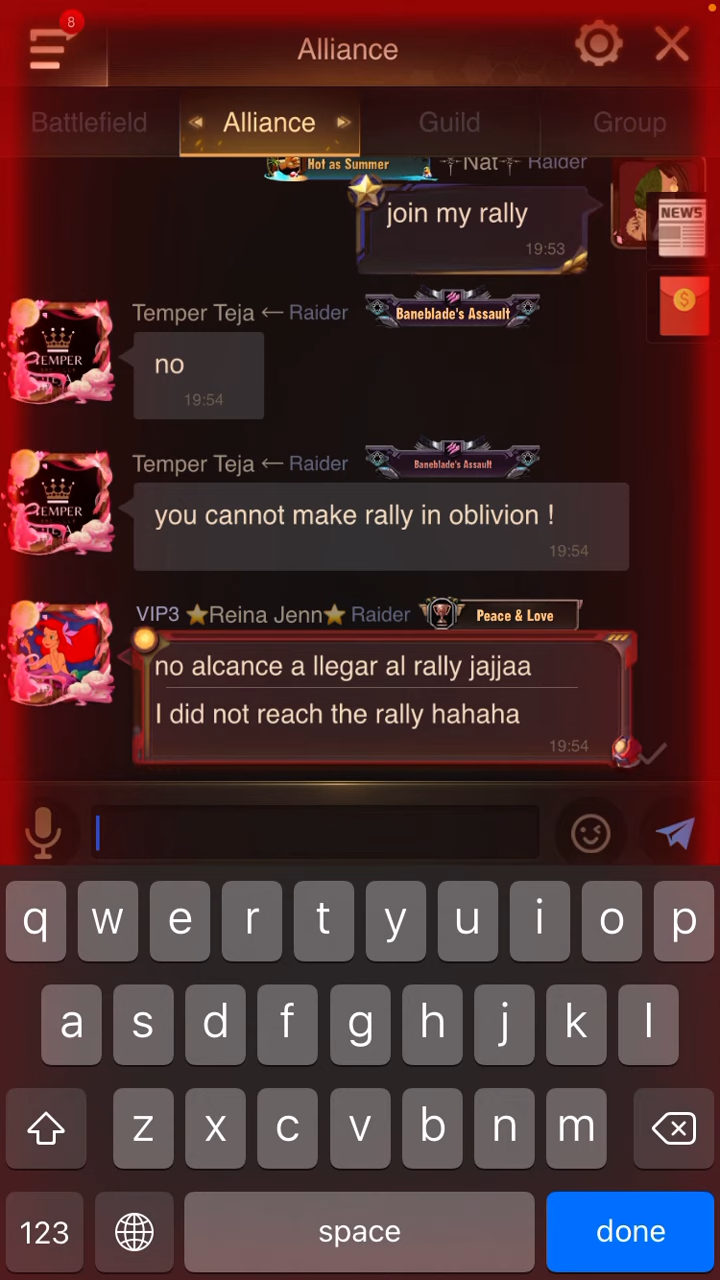 8
Alliance
Battlefield
Alliance
Guild
Group
Hot as Summer
⸸Nat⸸ Raider
join my rally
19:53
NEWS
$
Temper Teja ← Raider
Baneblade's Assault
TEMPER
no
19:54
Temper Teja ← Raider
Baneblade's Assault
TEMPER
you cannot make rally in oblivion !
19:54
VIP3 ⭐Reina Jenn⭐ Raider
Peace & Love
no alcance a llegar al rally jajjaa
I did not reach the rally hahaha
19:54
q w e r t y u i o p
a s d f g h j k l
z x c v b n m
123
space
done